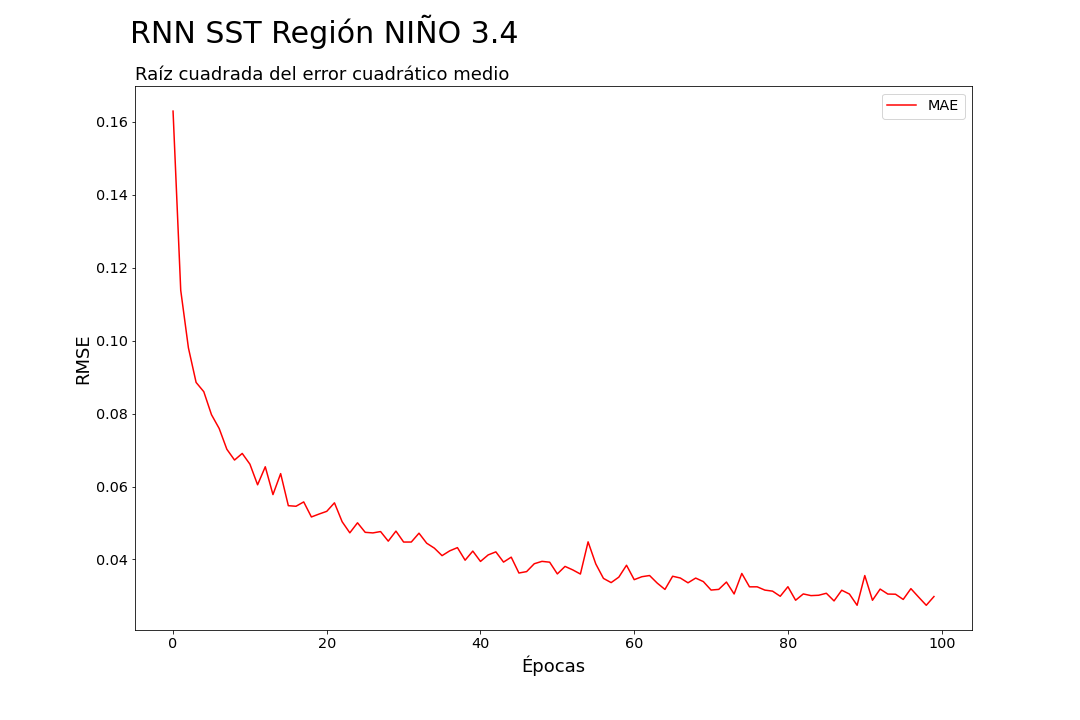 RNN SST Región NIÑO 3.4
Raíz cuadrada del error cuadrático medio
MAE
RMSE
0.16
0.14
0.12
0.10
0.08
0.06
0.04
0 20 40 60 80 100
Épocas